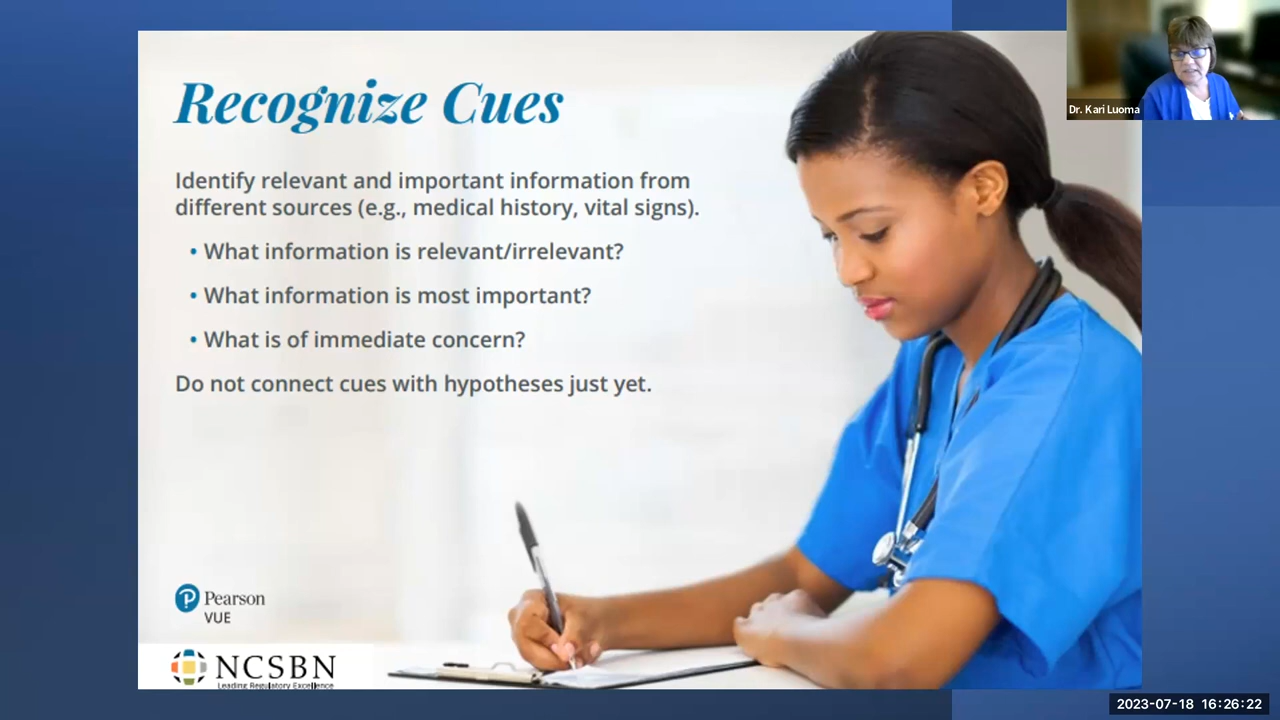 Recognize Cues
Dr. Kari Luoma
Identify relevant and important information from
different sources (e.g., medical history, vital signs).
• What information is relevant/irrelevant?
• What information is most important?
• What is of immediate concern?
Do not connect cues with hypotheses just yet.
Pearson
VUE
NCSBN
Leading Regulatory Excellence
2023-07-18 16:26:22